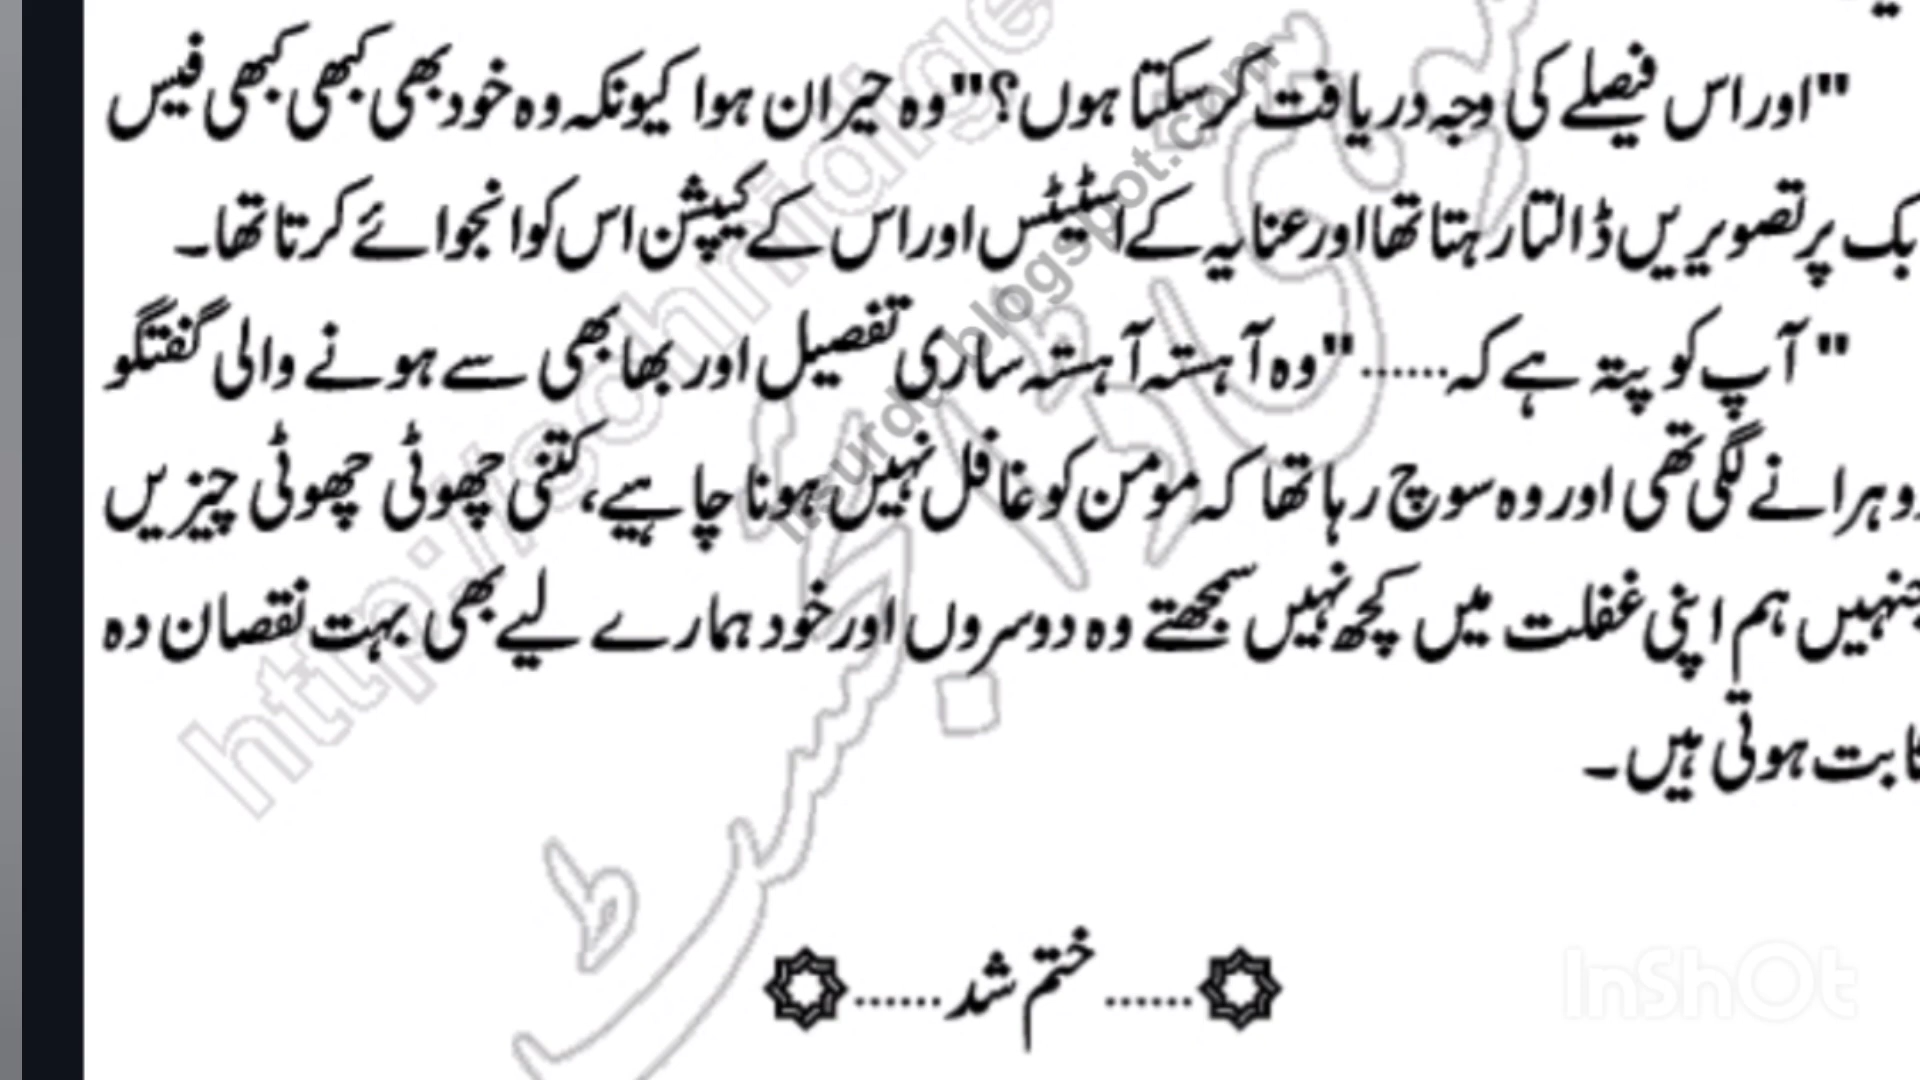 "اور اس فیصلے کی وجہ دریافت کر سکتا ہوں؟" وہ حیران ہوا کیونکہ وہ خود بھی کبھی کبھی فیس
بک پر تصویریں ڈالتا رہتا تھا اور عنایہ کے اسٹیٹس اور اس کے کیپشن اس کو انجوائے کرتا تھا۔
"آپ کو پتہ ہے کہ......" وہ آہستہ آہستہ ساری تفصیل اور بھابھی سے ہونے والی گفتگو
دوہرانے لگی تھی اور وہ سوچ رہا تھا کہ مومن کو غافل نہیں ہونا چاہیے، کتنی چھوٹی چھوٹی چیزیں
جنہیں ہم اپنی غفلت میں کچھ نہیں سمجھتے وہ دوسروں اور خود ہمارے لیے بھی بہت نقصان دہ
ثابت ہوتی ہیں۔
...... ختم شد ......
InShOt